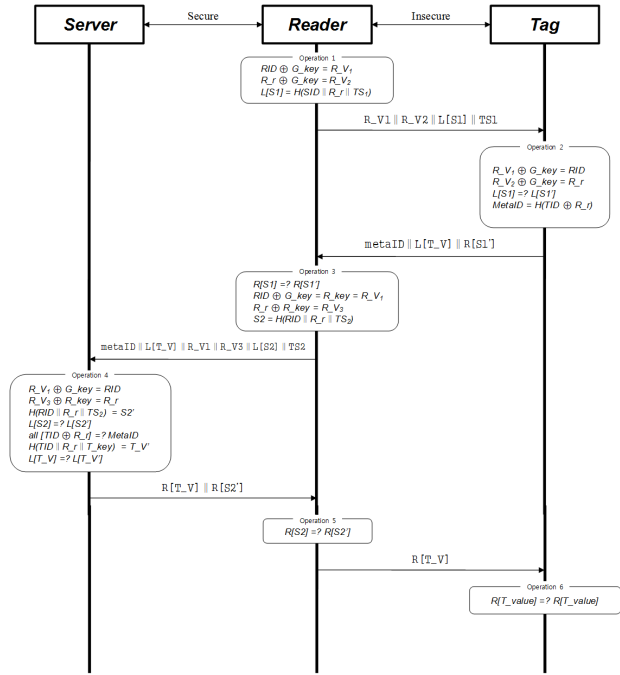 Server
Secure
Reader
Insecure
Tag
Operation 1
RID ⊕ G_key = R_V₁
R_r ⊕ G_key = R_V₂
L[S1] = H(SID || R_r || TS₁)
R_V1 || R_V2 || L[S1] || TS1
Operation 2
R_V₁ ⊕ G_key = RID
R_V₂ ⊕ G_key = R_r
L[S1] =? L[S1']
MetaID = H(TID ⊕ R_r)
metaID || L[T_V] || R[S1']
Operation 3
R[S1] =? R[S1']
RID ⊕ G_key = R_key = R_V₁
R_r ⊕ R_key = R_V₃
S2 = H(RID || R_r || TS₂)
metaID || L[T_V] || R_V1 || R_V3 || L[S2] || TS2
Operation 4
R_V₁ ⊕ G_key = RID
R_V₃ ⊕ R_key = R_r
H(RID || R_r || TS₂) = S2'
L[S2] =? L[S2']
all [TID ⊕ R_r] =? MetaID
H(TID || R_r || T_key) = T_V'
L[T_V] =? L[T_V']
R[T_V] || R[S2']
Operation 5
R[S2] =? R[S2']
R[T_V]
Operation 6
R[T_value] =? R[T_value]